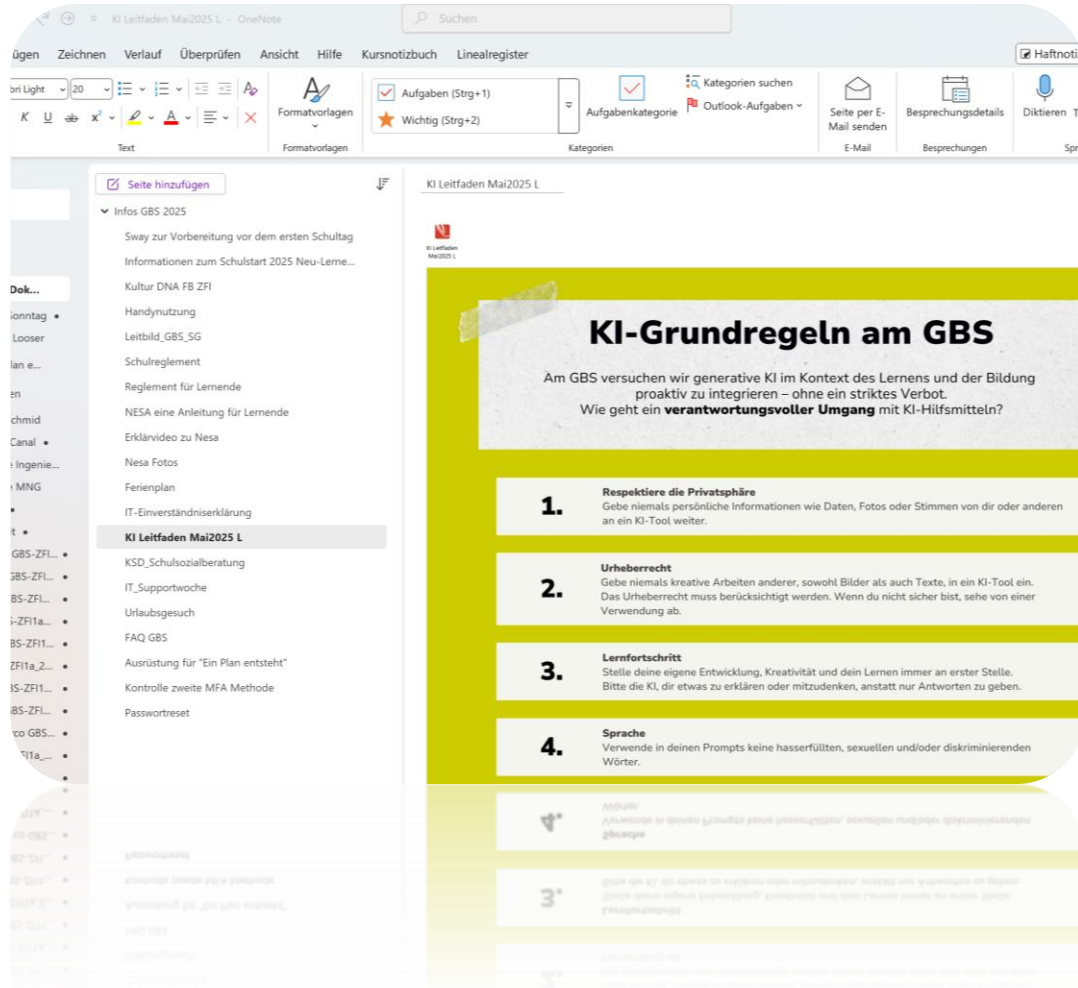 KI Leitfaden Mai2025 L - OneNote
Suchen
Zeichnen Verlauf Überprüfen Ansicht Hilfe Kursnotizbuch Linealregister
Light 20
Aufgaben (Strg+1)
Wichtig (Strg+2)
Formatvorlagen
Aufgabenkategorie
Kategorien suchen
Outlook-Aufgaben
Seite per E-
Mail senden
Besprechungsdetails
Diktieren
K U ab x²
Text Formatvorlagen Kategorien E-Mail Besprechungen
Seite hinzufügen
Infos GBS 2025
Sway zur Vorbereitung vor dem ersten Schultag
Informationen zum Schulstart 2025 Neu-Lerne...
Kultur DNA FB ZFI
Handynutzung
Leitbild_GBS_SG
Schulreglement
Reglement für Lernende
NESA eine Anleitung für Lernende
Erklärvideo zu Nesa
Nesa Fotos
Ferienplan
IT-Einverständniserklärung
KI Leitfaden Mai2025 L
KSD_Schulsozialberatung
IT_Supportwoche
Urlaubsgesuch
FAQ GBS
Ausrüstung für "Ein Plan entsteht"
Kontrolle zweite MFA Methode
Passwortreset
Dok...
Looser
Canal
MNG
KI Leitfaden Mai2025 L
KI Leitfaden
Mai2025 L
KI-Grundregeln am GBS
Am GBS versuchen wir generative KI im Kontext des Lernens und der Bildung
proaktiv zu integrieren – ohne ein striktes Verbot.
Wie geht ein verantwortungsvoller Umgang mit KI-Hilfsmitteln?
1.
Respektiere die Privatsphäre
Gebe niemals persönliche Informationen wie Daten, Fotos oder Stimmen von dir oder anderen
an ein KI-Tool weiter.
2.
Urheberrecht
Gebe niemals kreative Arbeiten anderer, sowohl Bilder als auch Texte, in ein KI-Tool ein.
Das Urheberrecht muss berücksichtigt werden. Wenn du nicht sicher bist, sehe von einer
Verwendung ab.
3.
Lernfortschritt
Stelle deine eigene Entwicklung, Kreativität und dein Lernen immer an erster Stelle.
Bitte die KI, dir etwas zu erklären oder mitzudenken, anstatt nur Antworten zu geben.
4.
Sprache
Verwende in deinen Prompts keine hasserfüllten, sexuellen und/oder diskriminierenden
Wörter.